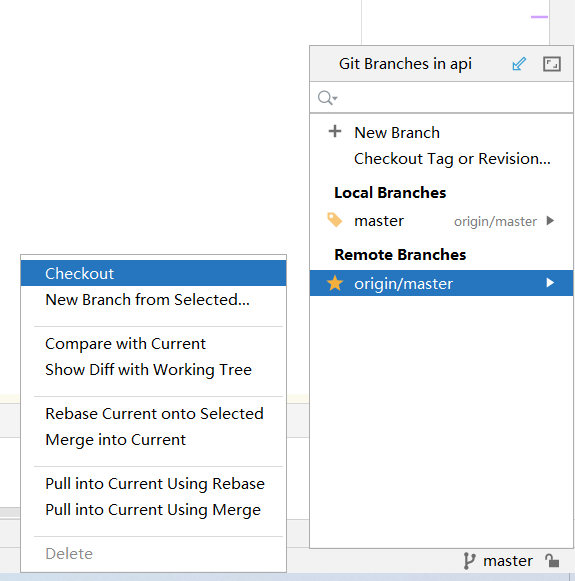 Git Branches in api
New Branch
Checkout Tag or Revision...
Local Branches
master origin/master
Remote Branches
origin/master
Checkout
New Branch from Selected...
Compare with Current
Show Diff with Working Tree
Rebase Current onto Selected
Merge into Current
Pull into Current Using Rebase
Pull into Current Using Merge
Delete
master